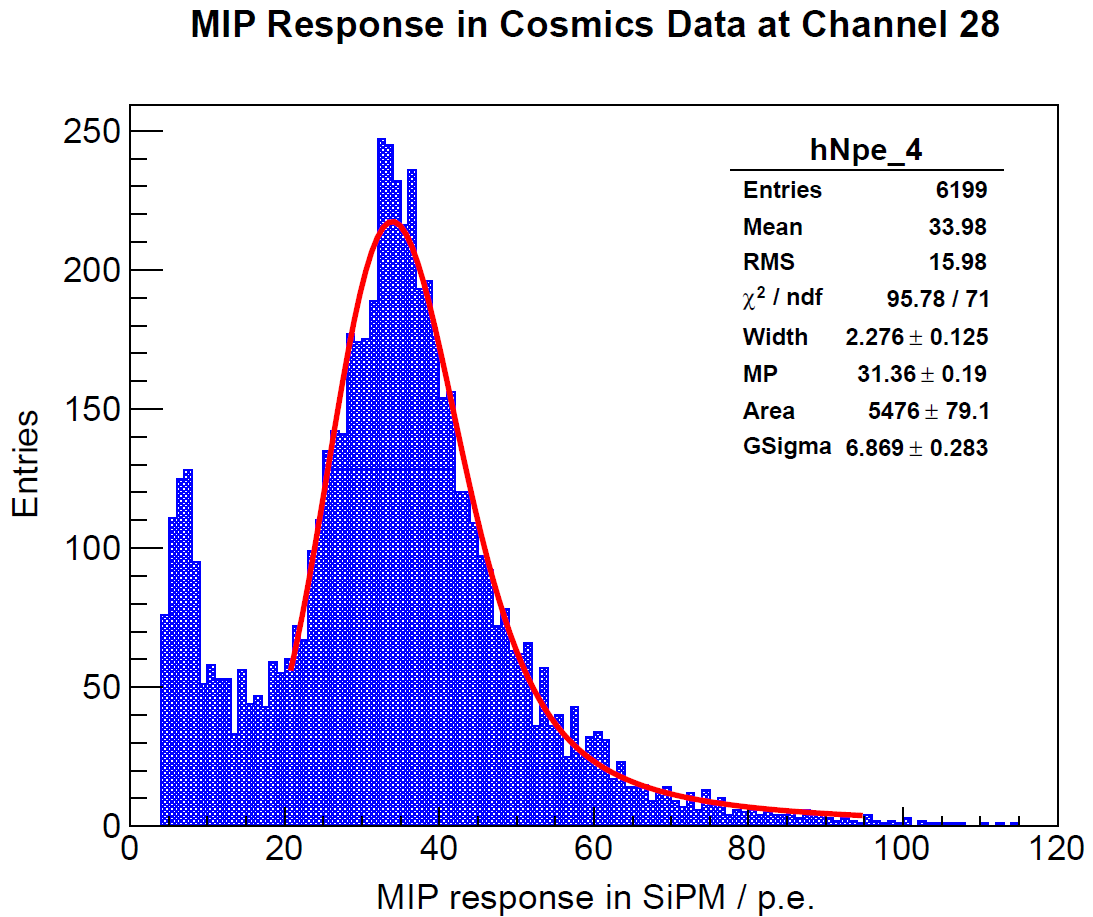 MIP Response in Cosmics Data at Channel 28
hNpe_4
Entries 6199
Mean 33.98
RMS 15.98
χ² / ndf 95.78 / 71
Width 2.276 ± 0.125
MP 31.36 ± 0.19
Area 5476 ± 79.1
GSigma 6.869 ± 0.283
Entries
250
200
150
100
50
0
0 20 40 60 80 100 120
MIP response in SiPM / p.e.